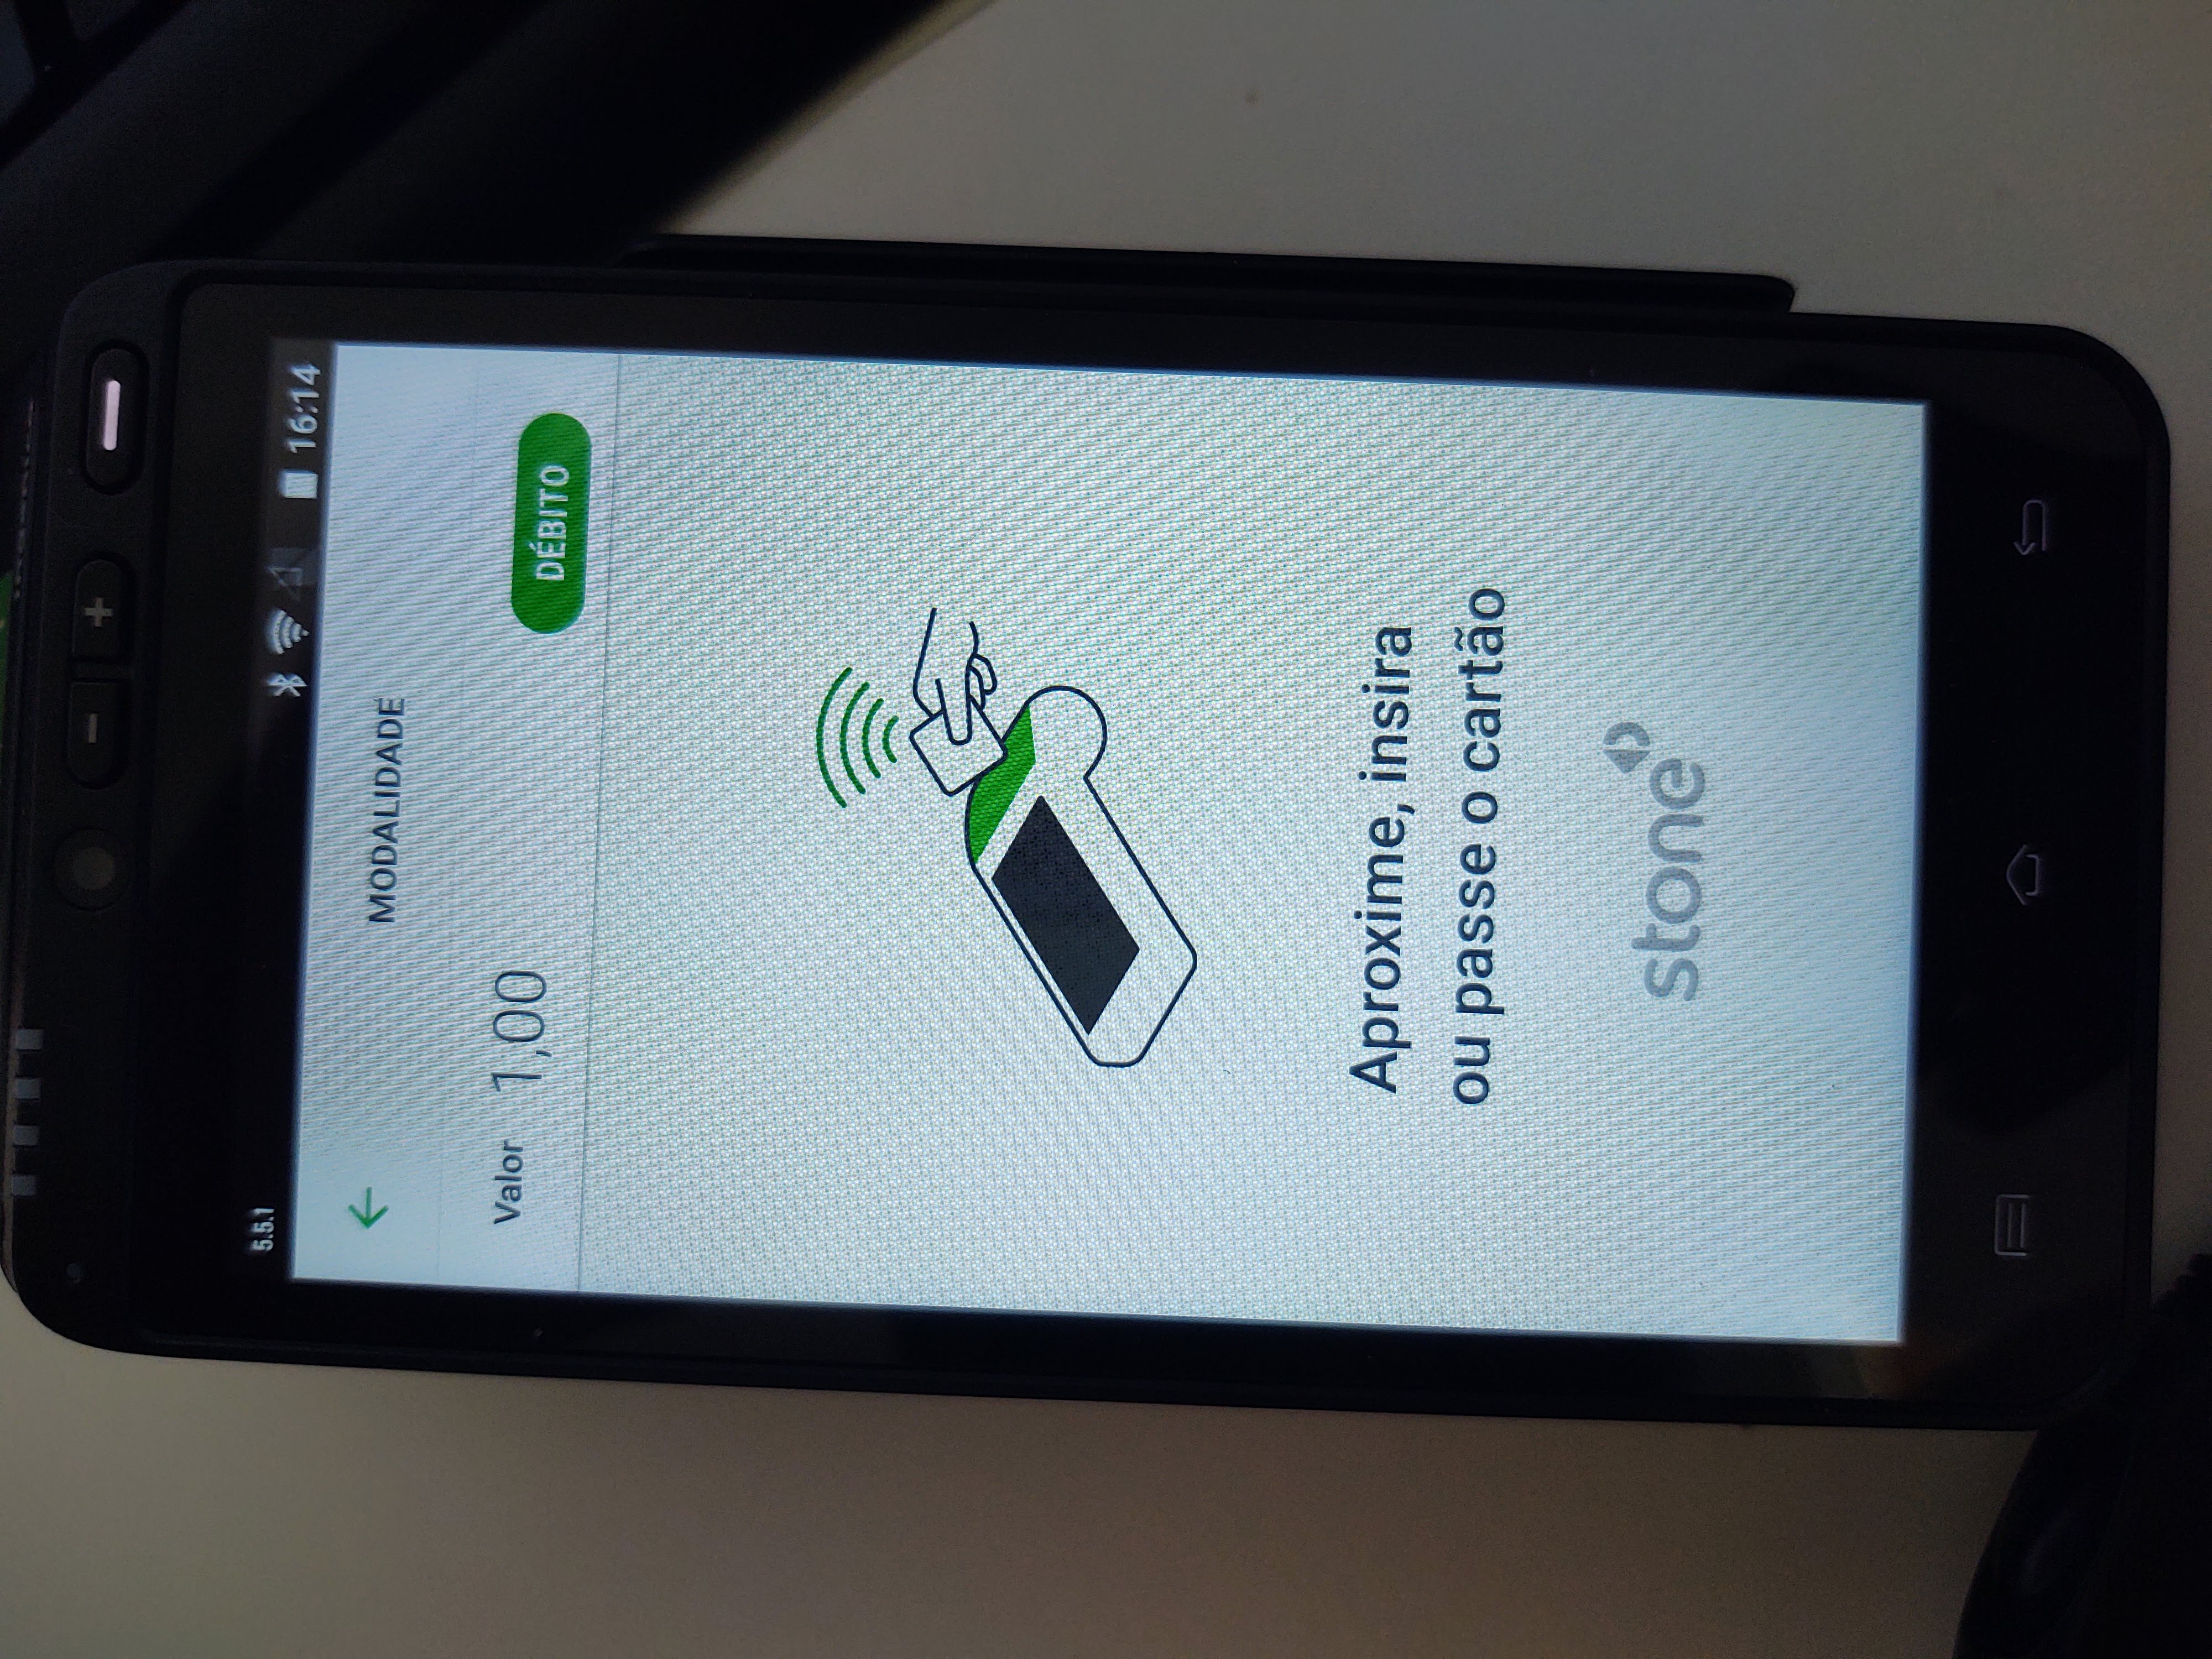 5.5.1 16:14
MODALIDADE
Valor 1,00 DÉBITO
Aproxime, insira
ou passe o cartão
stone